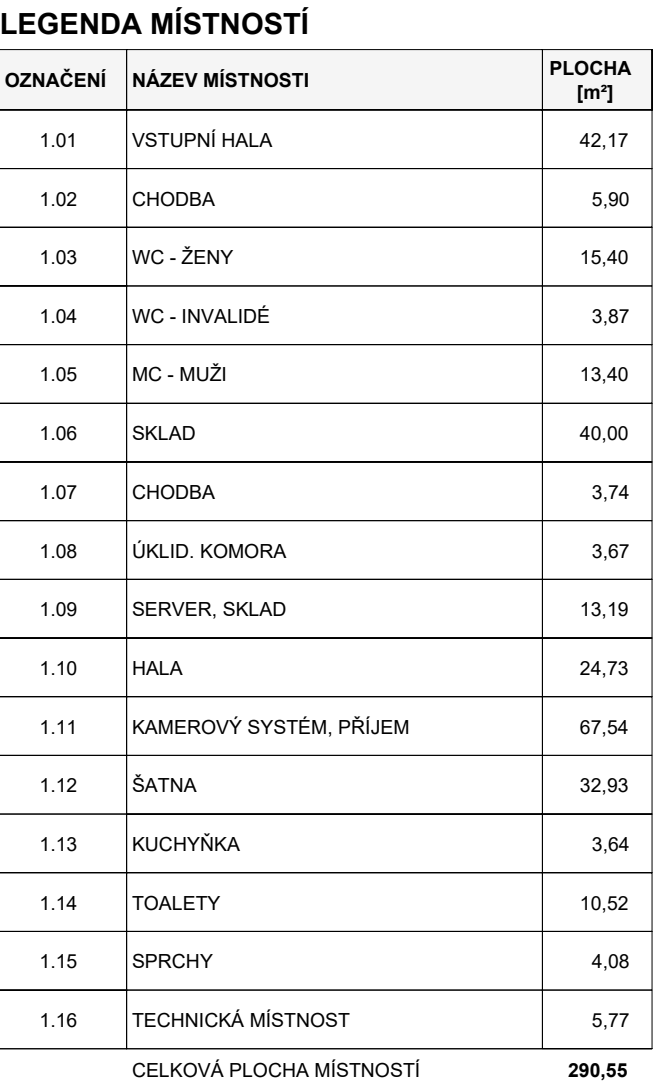 LEGENDA MÍSTNOSTÍ
OZNAČENÍ NÁZEV MÍSTNOSTI PLOCHA [m²]
1.01 VSTUPNÍ HALA 42,17
1.02 CHODBA 5,90
1.03 WC - ŽENY 15,40
1.04 WC - INVALIDÉ 3,87
1.05 MC - MUŽI 13,40
1.06 SKLAD 40,00
1.07 CHODBA 3,74
1.08 ÚKLID. KOMORA 3,67
1.09 SERVER, SKLAD 13,19
1.10 HALA 24,73
1.11 KAMEROVÝ SYSTÉM, PŘÍJEM 67,54
1.12 ŠATNA 32,93
1.13 KUCHYŇKA 3,64
1.14 TOALETY 10,52
1.15 SPRCHY 4,08
1.16 TECHNICKÁ MÍSTNOST 5,77
CELKOVÁ PLOCHA MÍSTNOSTÍ 290,55